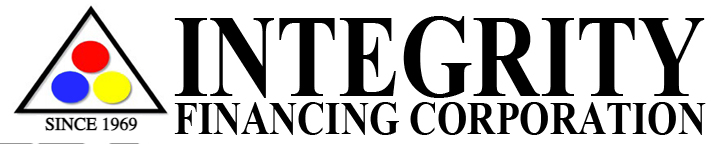 INTEGRITY
FINANCING CORPORATION
SINCE 1969